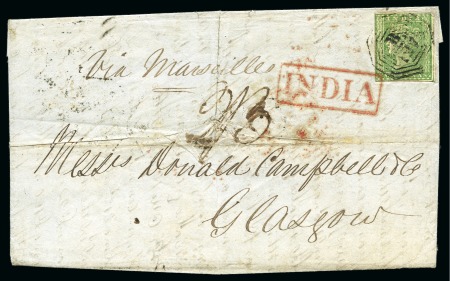 Via Marseilles
INDIA
Messrs Donald Campbell & Co
Glasgow